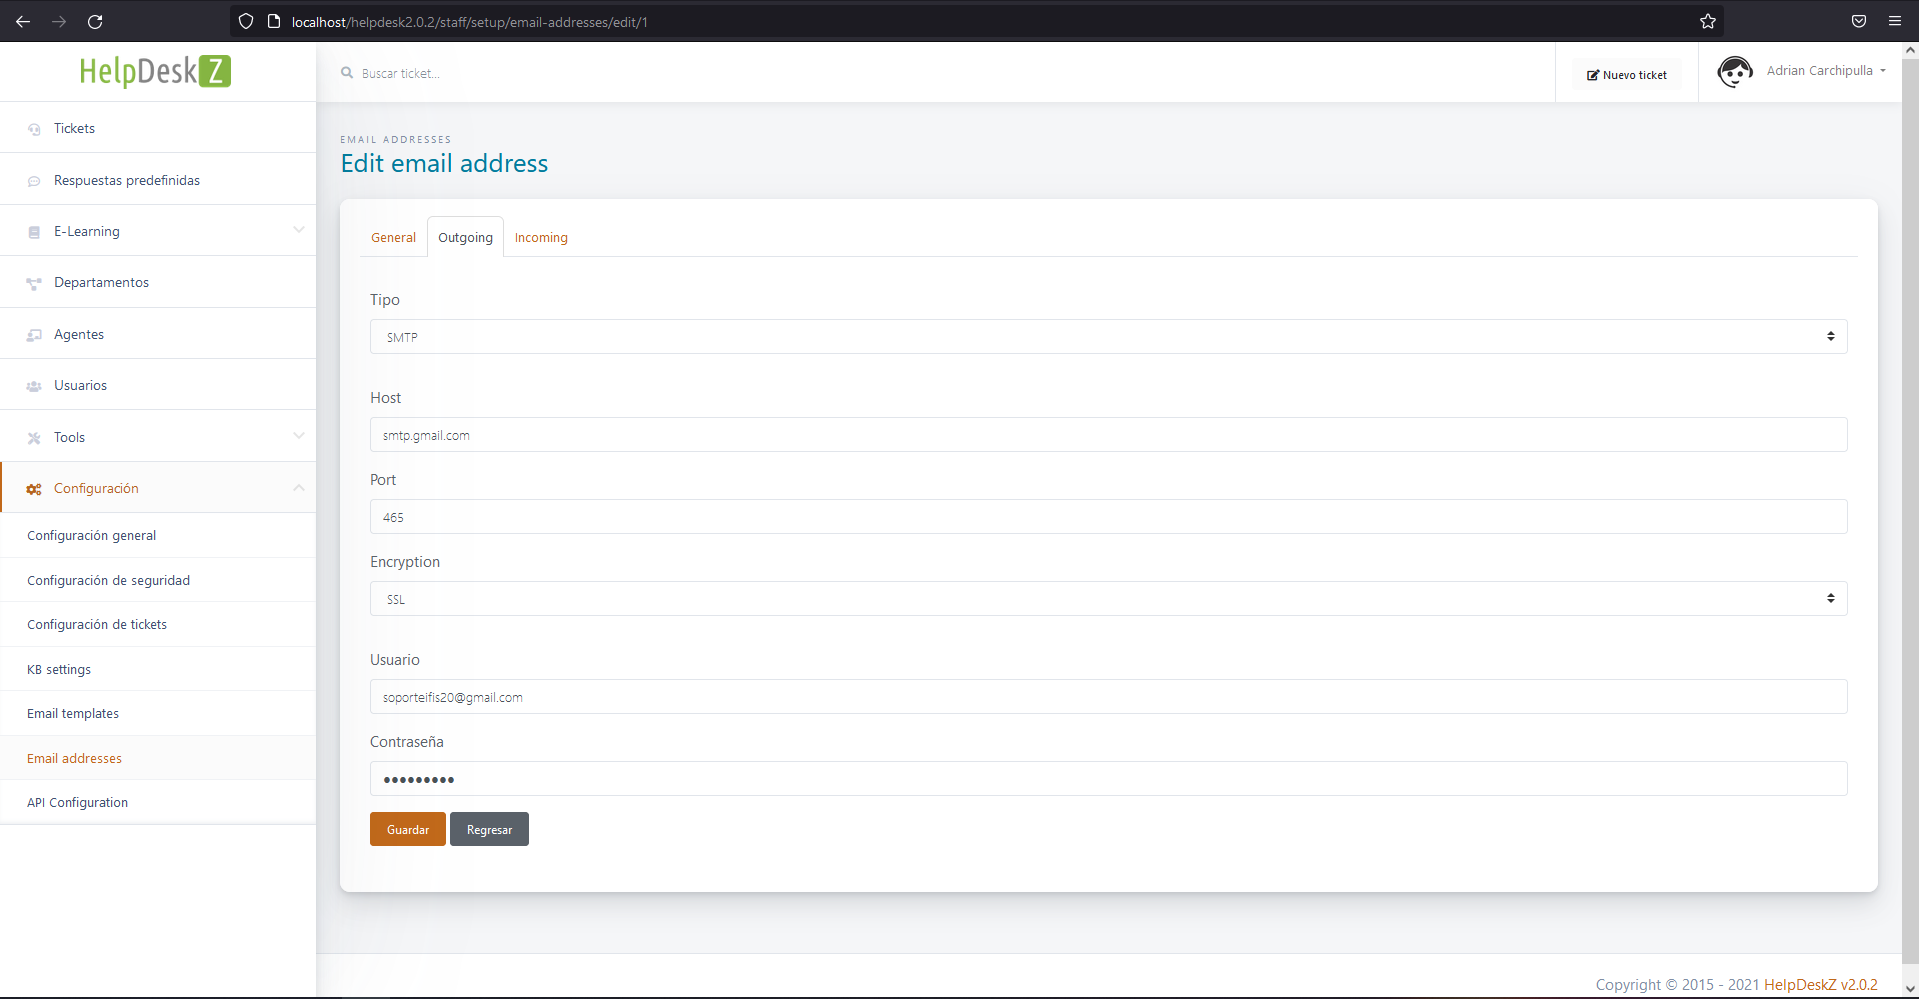 localhost/helpdesk2.0.2/staff/setup/email-addresses/edit/1
HelpDeskZ
Buscar ticket...
Nuevo ticket
Adrian Carchipulla
Tickets
Respuestas predefinidas
E-Learning
Departamentos
Agentes
Usuarios
Tools
Configuración
Configuración general
Configuración de seguridad
Configuración de tickets
KB settings
Email templates
Email addresses
API Configuration
EMAIL ADDRESSES
Edit email address
General
Outgoing
Incoming
Tipo
SMTP
Host
smtp.gmail.com
Port
465
Encryption
SSL
Usuario
soporteifis20@gmail.com
Contraseña
•••••••••
Guardar
Regresar
Copyright © 2015 - 2021 HelpDeskZ v2.0.2